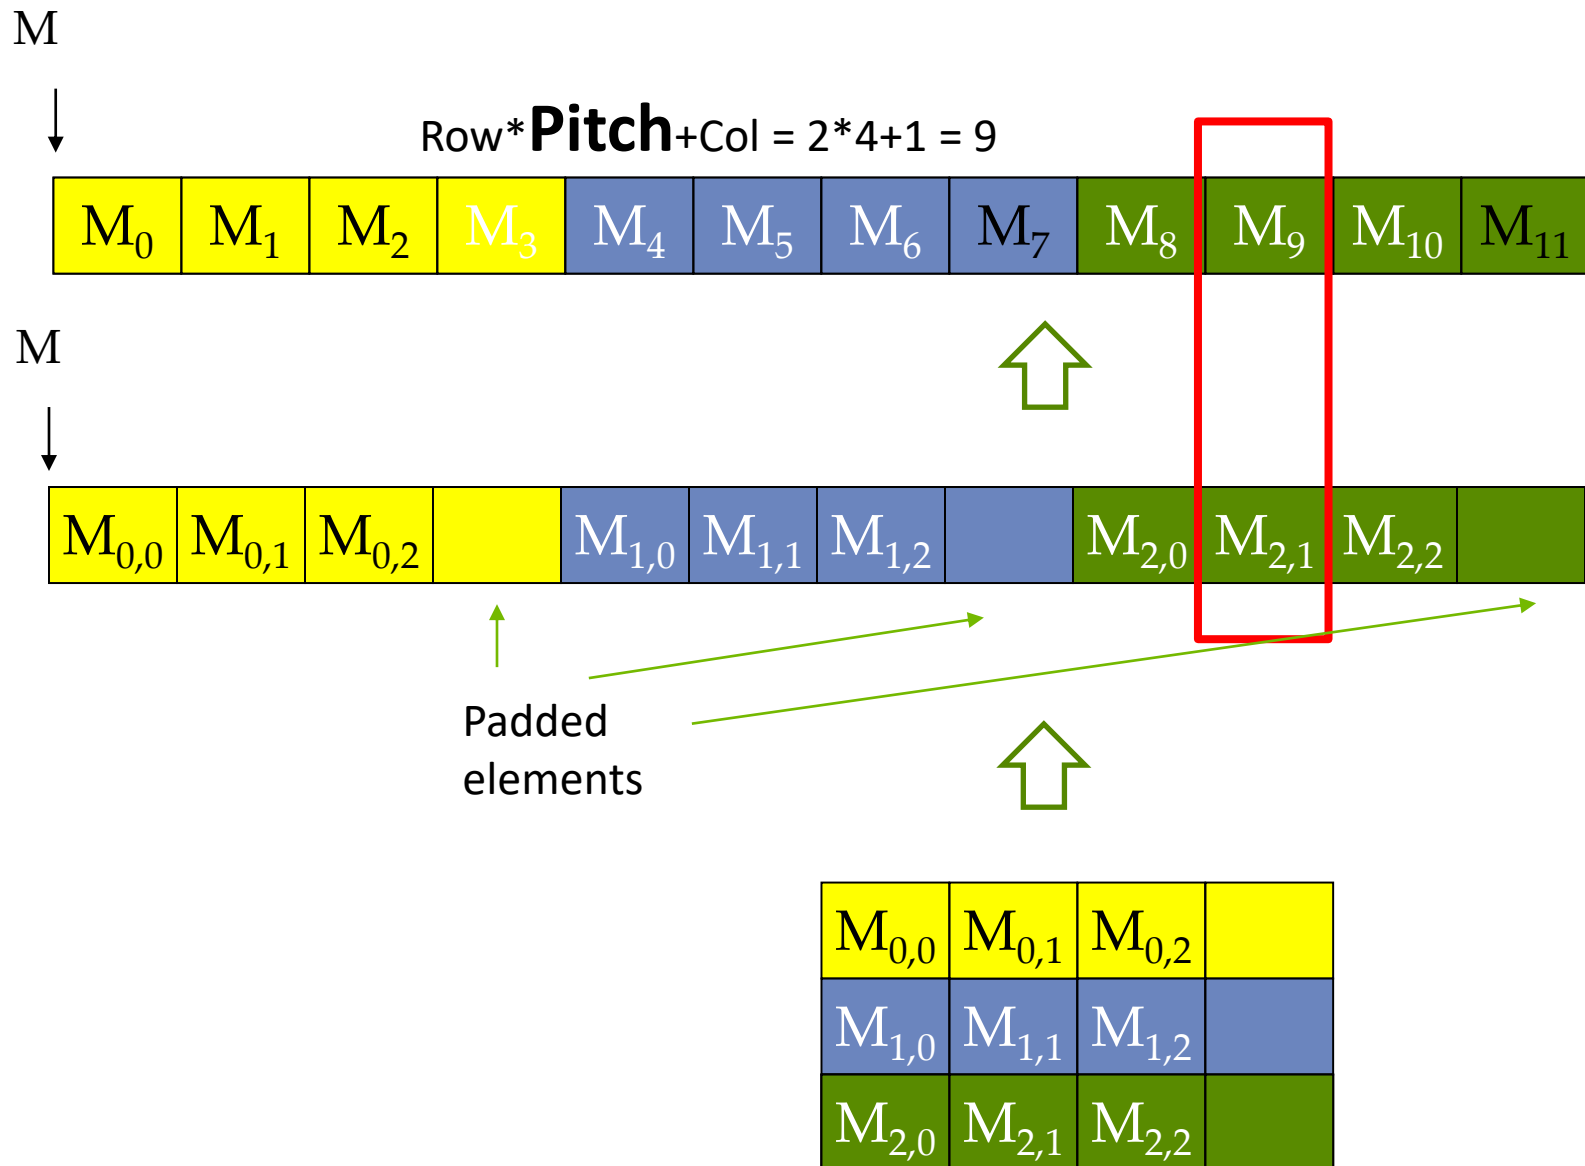 M
Row*Pitch+Col = 2*4+1 = 9
M0 M1 M2 M3 M4 M5 M6 M7 M8 M9 M10 M11
M
M0,0 M0,1 M0,2 M1,0 M1,1 M1,2 M2,0 M2,1 M2,2
Padded
elements
M0,0 M0,1 M0,2
M1,0 M1,1 M1,2
M2,0 M2,1 M2,2